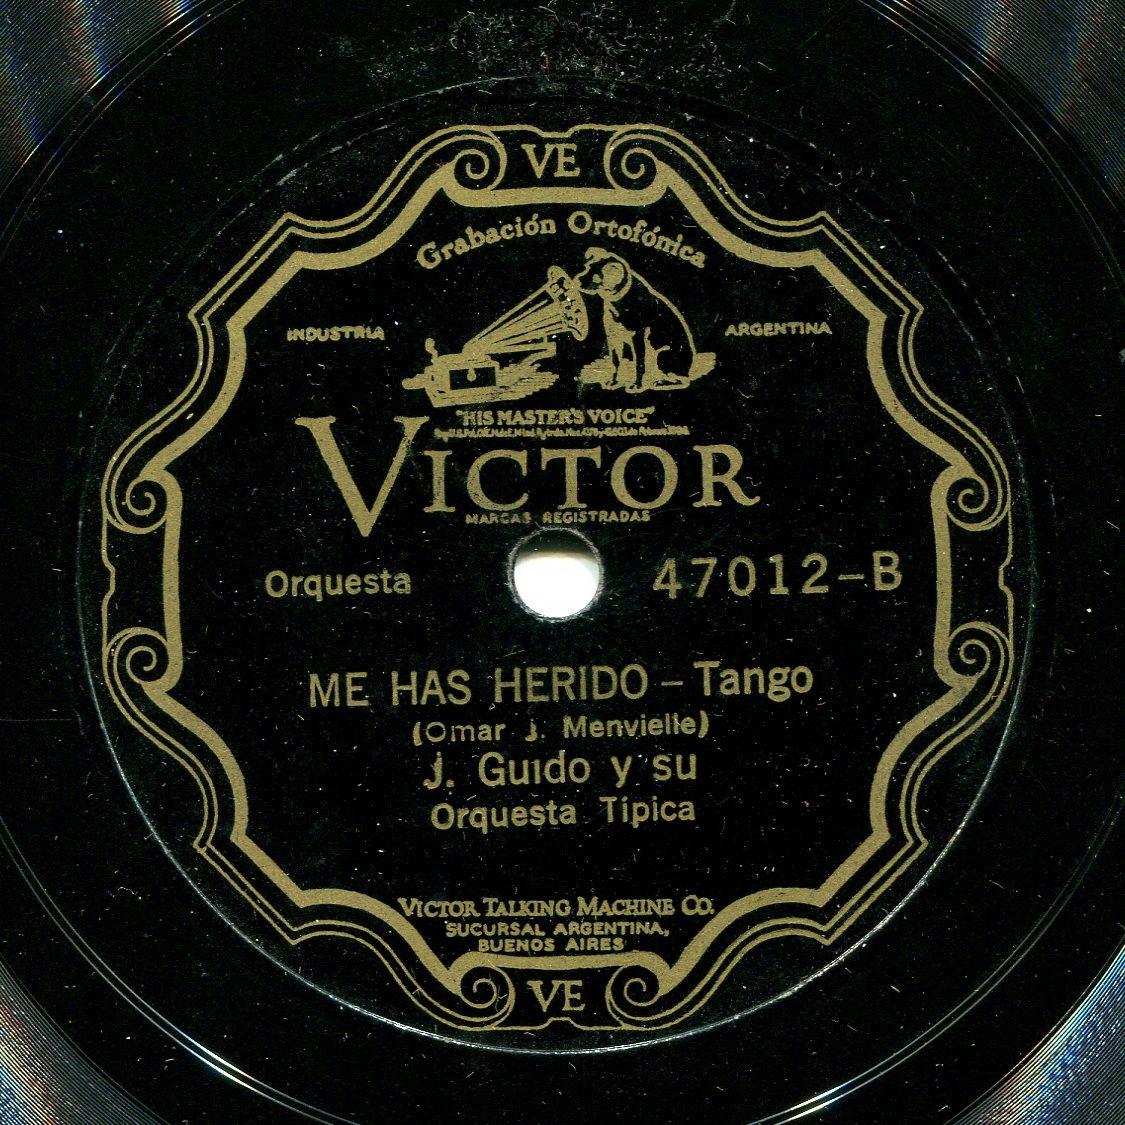 VE
Grabación Ortofónica
INDUSTRIA ARGENTINA
"HIS MASTER'S VOICE"
VICTOR
MARCAS REGISTRADAS
Orquesta 47012-B
ME HAS HERIDO – Tango
(Omar J. Menvielle)
J. Guido y su
Orquesta Típica
VICTOR TALKING MACHINE CO.
SUCURSAL ARGENTINA,
BUENOS AIRES
VE